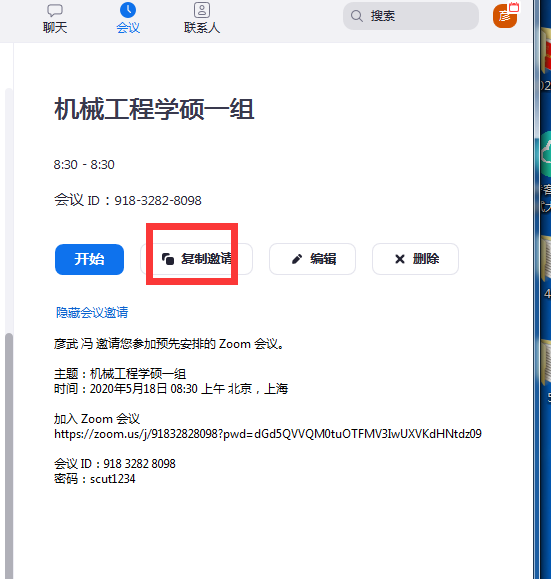 聊天
会议
联系人
搜索
彦
机械工程学硕一组
8:30 - 8:30
会议 ID：918-3282-8098
开始
复制邀请
编辑
删除
隐藏会议邀请
彦武 冯 邀请您参加预先安排的 Zoom 会议。
主题：机械工程学硕一组
时间：2020年5月18日 08:30 上午 北京，上海
加入 Zoom 会议
https://zoom.us/j/91832828098?pwd=dGd5QVVQM0tuOTFMV3IwUXVKdHNtdz09
会议 ID：918 3282 8098
密码：scut1234